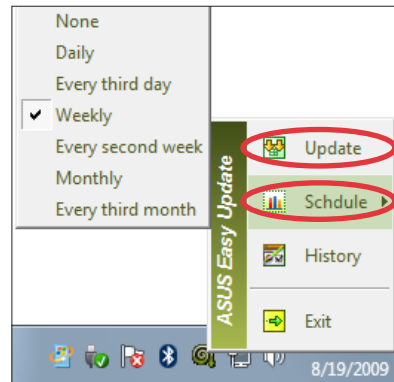 None
Daily
Every third day
Weekly
Every second week
Monthly
Every third month
ASUS Easy Update
Update
Schdule
History
Exit
8/19/2009